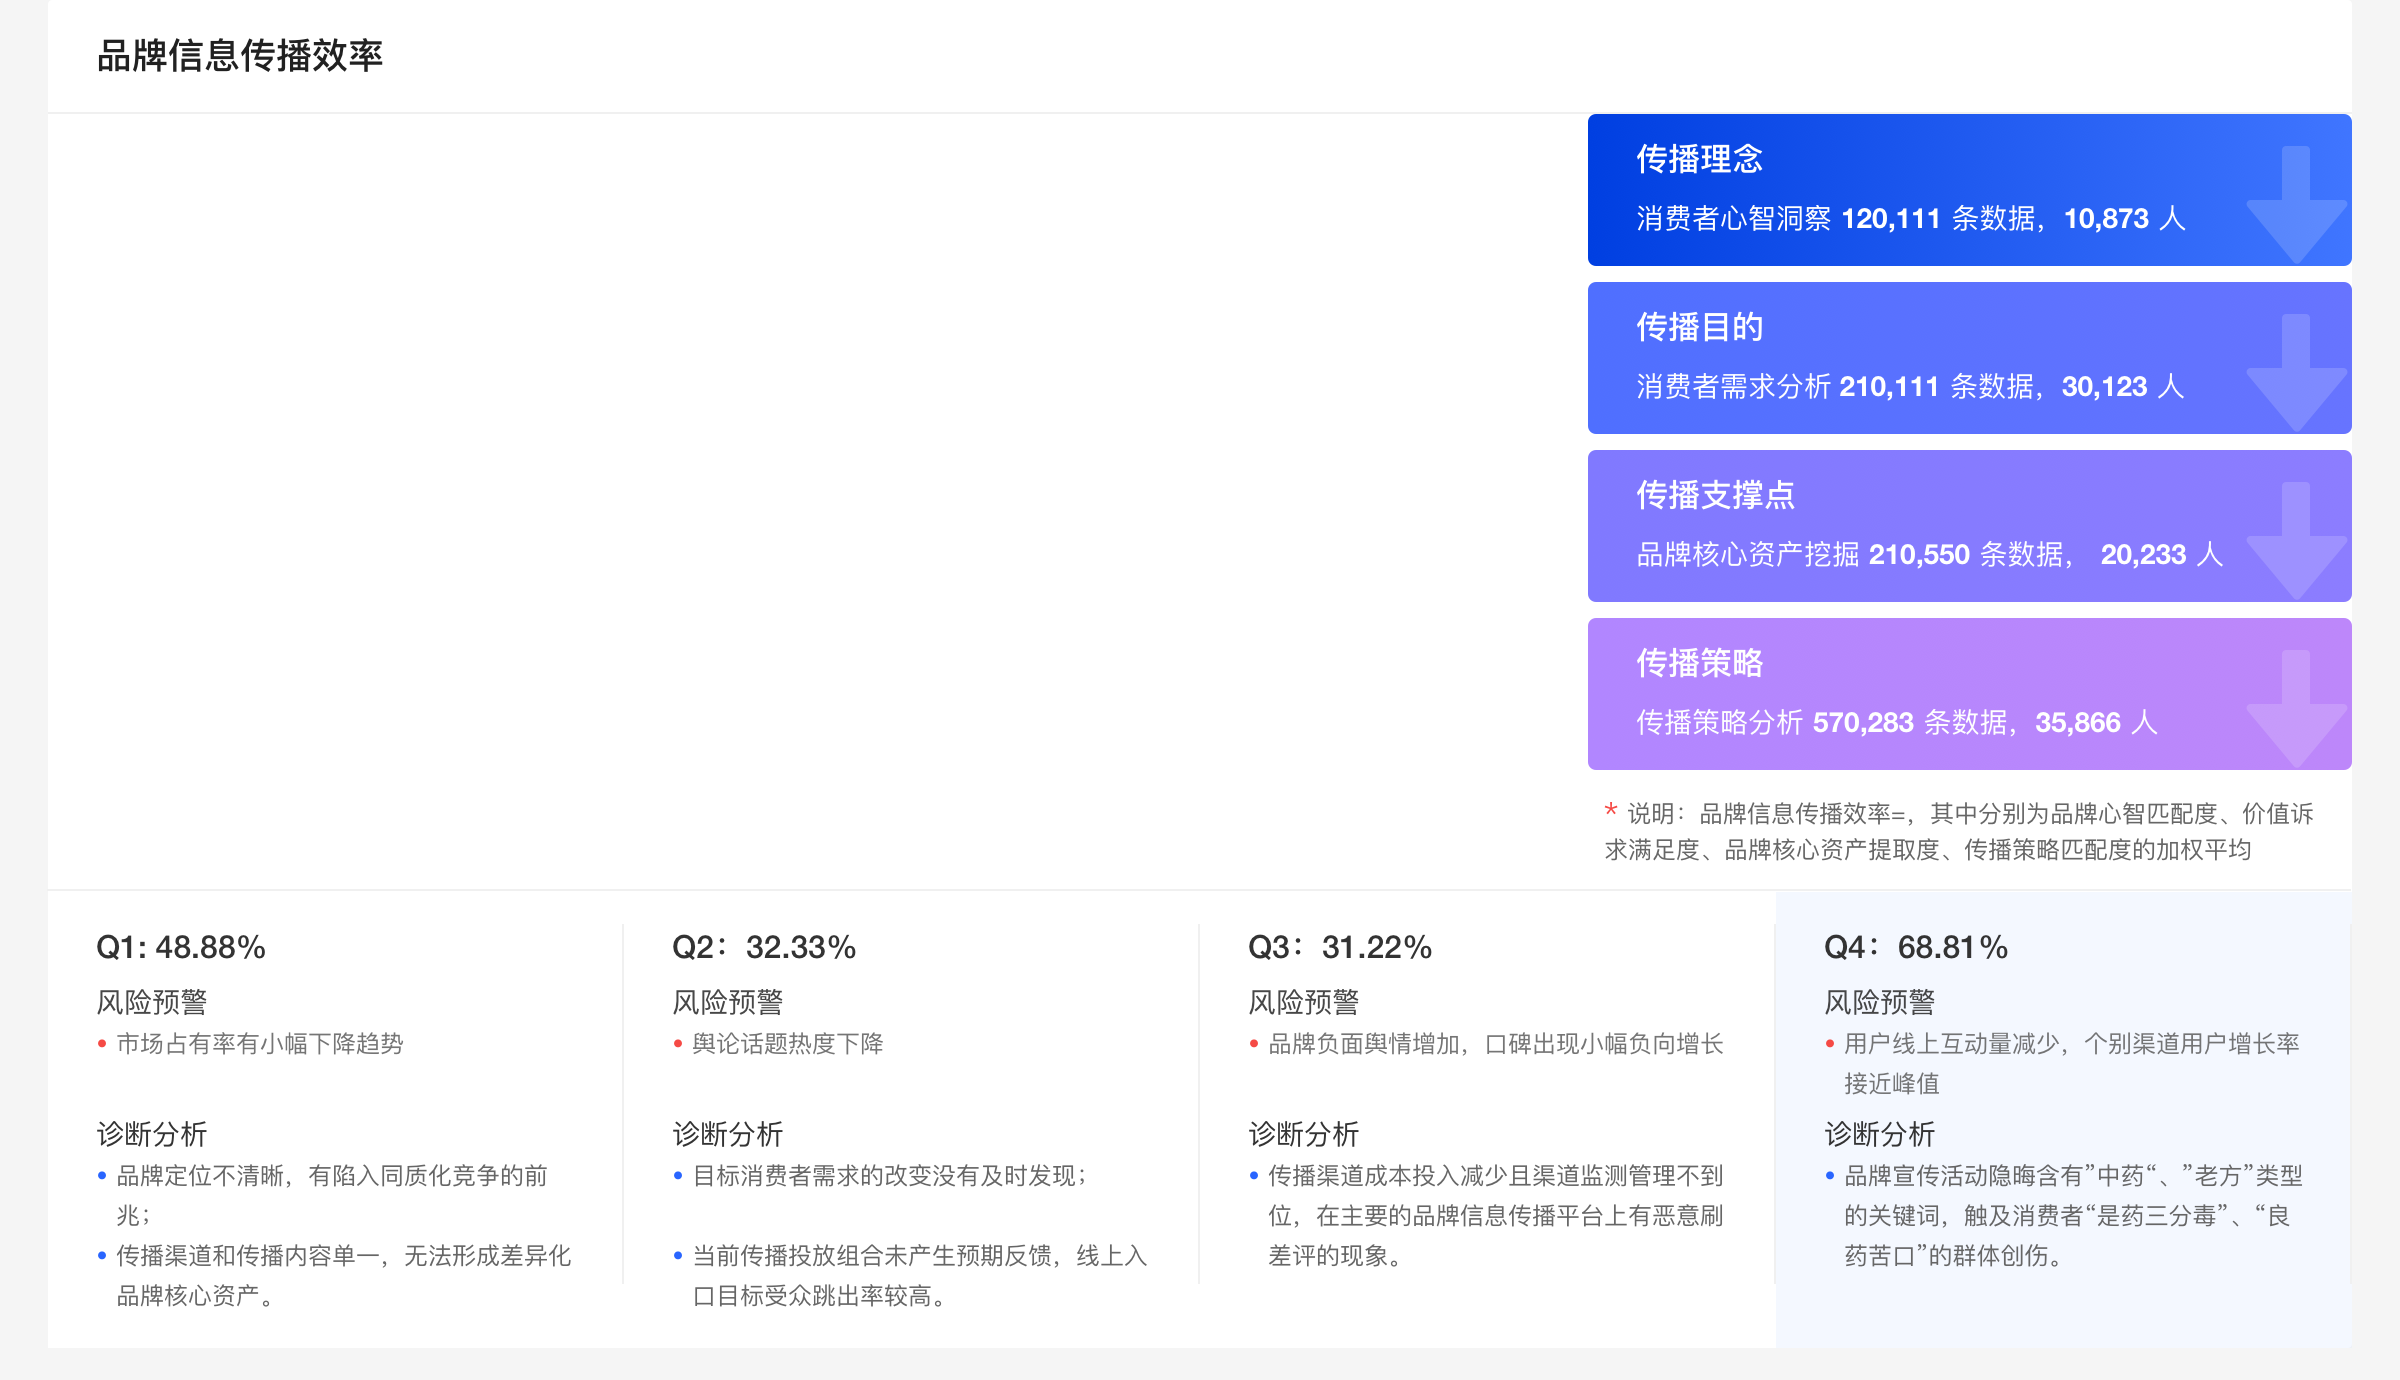 品牌信息传播效率
传播理念
消费者心智洞察 120,111 条数据，10,873 人
传播目的
消费者需求分析 210,111 条数据，30,123 人
传播支撑点
品牌核心资产挖掘 210,550 条数据， 20,233 人
传播策略
传播策略分析 570,283 条数据，35,866 人
* 说明：品牌信息传播效率=，其中分别为品牌心智匹配度、价值诉
求满足度、品牌核心资产提取度、传播策略匹配度的加权平均
Q1: 48.88%
风险预警
• 市场占有率有小幅下降趋势
诊断分析
• 品牌定位不清晰，有陷入同质化竞争的前
兆；
• 传播渠道和传播内容单一，无法形成差异化
品牌核心资产。
Q2：32.33%
风险预警
• 舆论话题热度下降
诊断分析
• 目标消费者需求的改变没有及时发现；
• 当前传播投放组合未产生预期反馈，线上入
口目标受众跳出率较高。
Q3：31.22%
风险预警
• 品牌负面舆情增加，口碑出现小幅负向增长
诊断分析
• 传播渠道成本投入减少且渠道监测管理不到
位，在主要的品牌信息传播平台上有恶意刷
差评的现象。
Q4：68.81%
风险预警
• 用户线上互动量减少，个别渠道用户增长率
接近峰值
诊断分析
• 品牌宣传活动隐晦含有”中药“、”老方”类型
的关键词，触及消费者“是药三分毒”、“良
药苦口”的群体创伤。